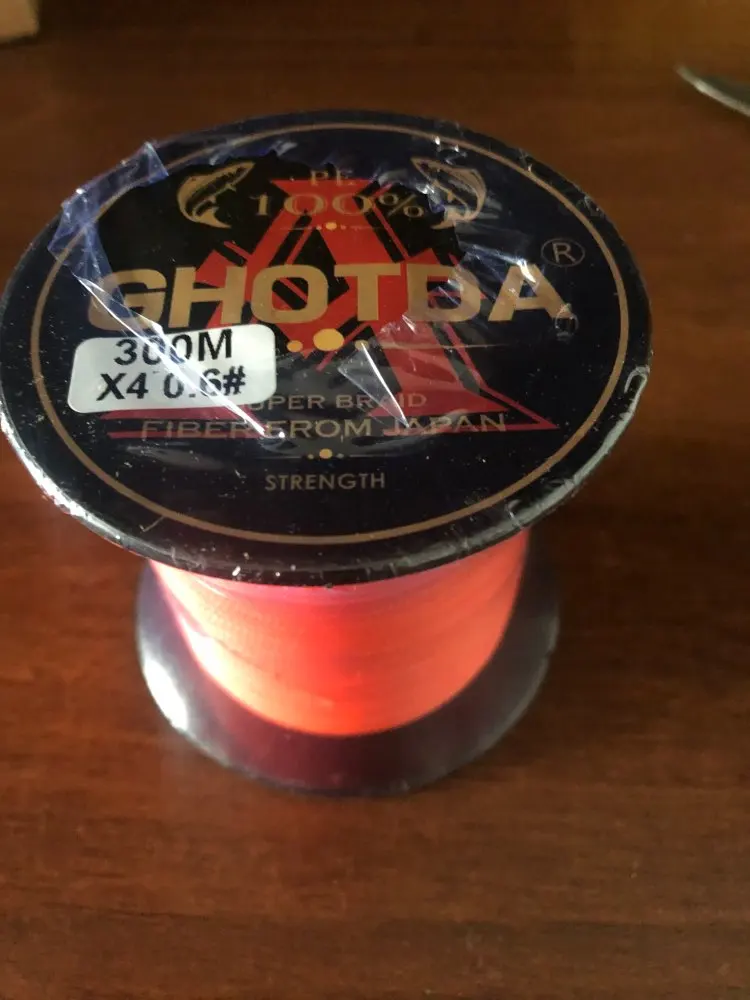 PE
100%
GHOTDA
®
300M
X4 0.6#
SUPER BRAID
FIBER FROM JAPAN
STRENGTH